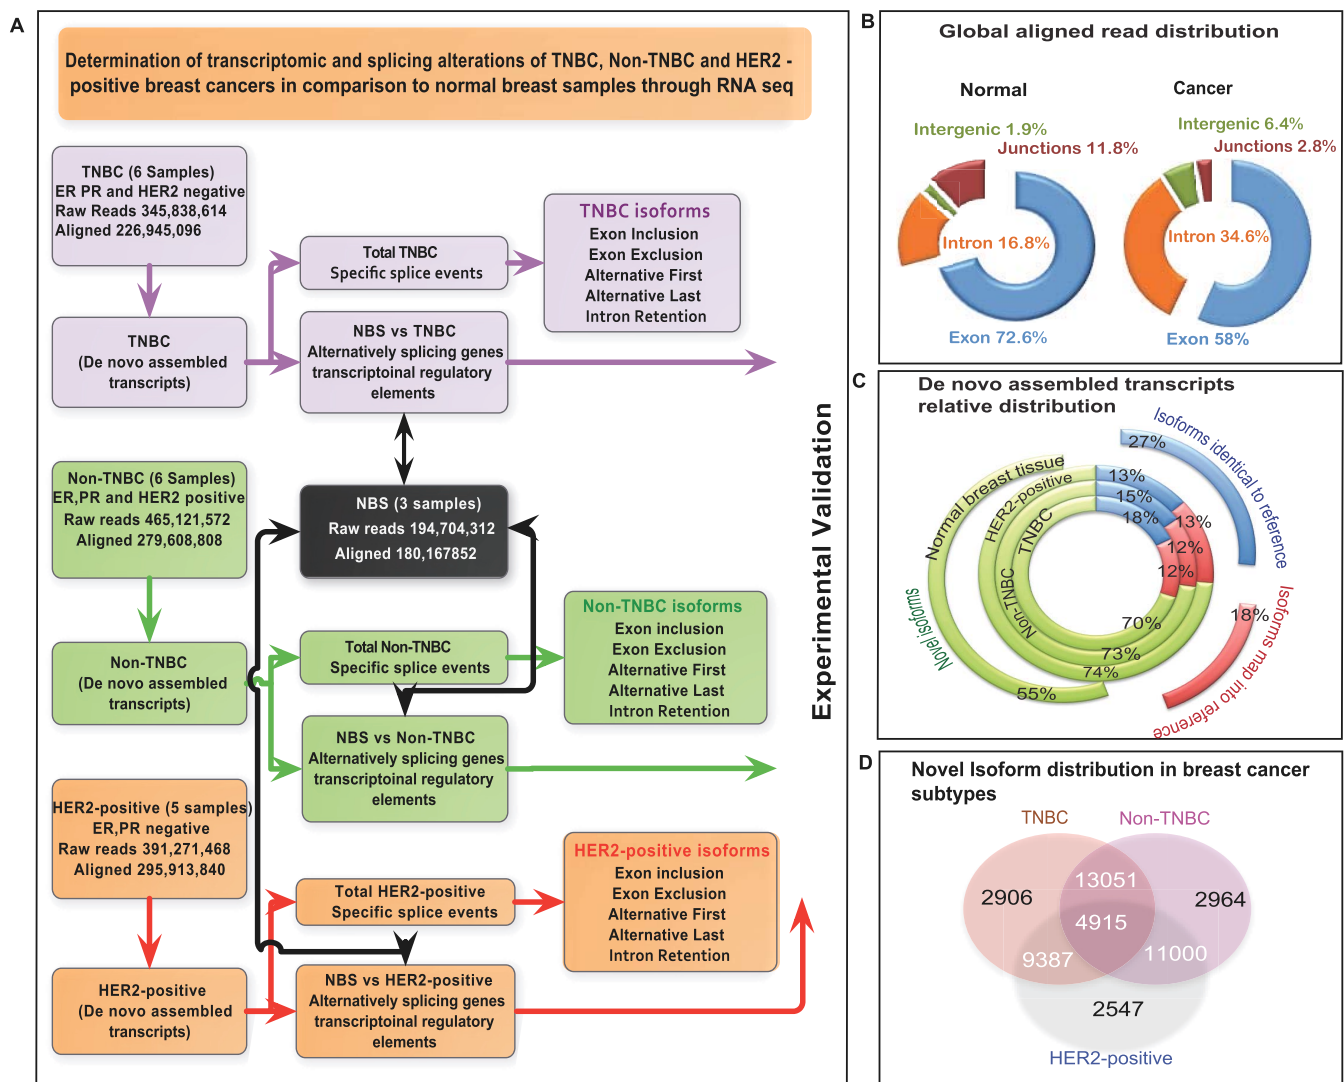 A
Determination of transcriptomic and splicing alterations of TNBC, Non-TNBC and HER2 -
positive breast cancers in comparison to normal breast samples through RNA seq
TNBC (6 Samples)
ER PR and HER2 negative
Raw Reads 345,838,614
Aligned 226,945,096
TNBC
(De novo assembled
transcripts)
Total TNBC
Specific splice events
NBS vs TNBC
Alternatively splicing genes
transcriptoinal regulatory
elements
TNBC isoforms
Exon Inclusion
Exon Exclusion
Alternative First
Alternative Last
Intron Retention
Non-TNBC (6 Samples)
ER,PR and HER2 positive
Raw reads 465,121,572
Aligned 279,608,808
NBS (3 samples)
Raw reads 194,704,312
Aligned 180,167852
Non-TNBC
(De novo assembled
transcripts)
Total Non-TNBC
Specific splice events
NBS vs Non-TNBC
Alternatively splicing genes
transcriptoinal regulatory
elements
Non-TNBC isoforms
Exon inclusion
Exon Exclusion
Alternative First
Alternative Last
Intron Retention
HER2-positive (5 samples)
ER,PR negative
Raw reads 391,271,468
Aligned 295,913,840
HER2-positive
(De novo assembled
transcripts)
Total HER2-positive
Specific splice events
NBS vs HER2-positive
Alternatively splicing genes
transcriptoinal regulatory
elements
HER2-positive isoforms
Exon inclusion
Exon Exclusion
Alternative First
Alternative Last
Intron Retention
Experimental Validation
B
Global aligned read distribution
Normal
Intergenic 1.9%
Junctions 11.8%
Intron 16.8%
Exon 72.6%
Cancer
Intergenic 6.4%
Junctions 2.8%
Intron 34.6%
Exon 58%
C
De novo assembled transcripts
relative distribution
Isoforms identical to reference
27%
13%
15%
18%
Normal breast tissue
HER2-positive
TNBC
Non-TNBC
13%
12%
12%
18%
Isoforms map into reference
70%
73%
74%
55%
Novel isoforms
D
Novel Isoform distribution in breast cancer
subtypes
TNBC
Non-TNBC
13051
2906
2964
4915
9387
11000
2547
HER2-positive